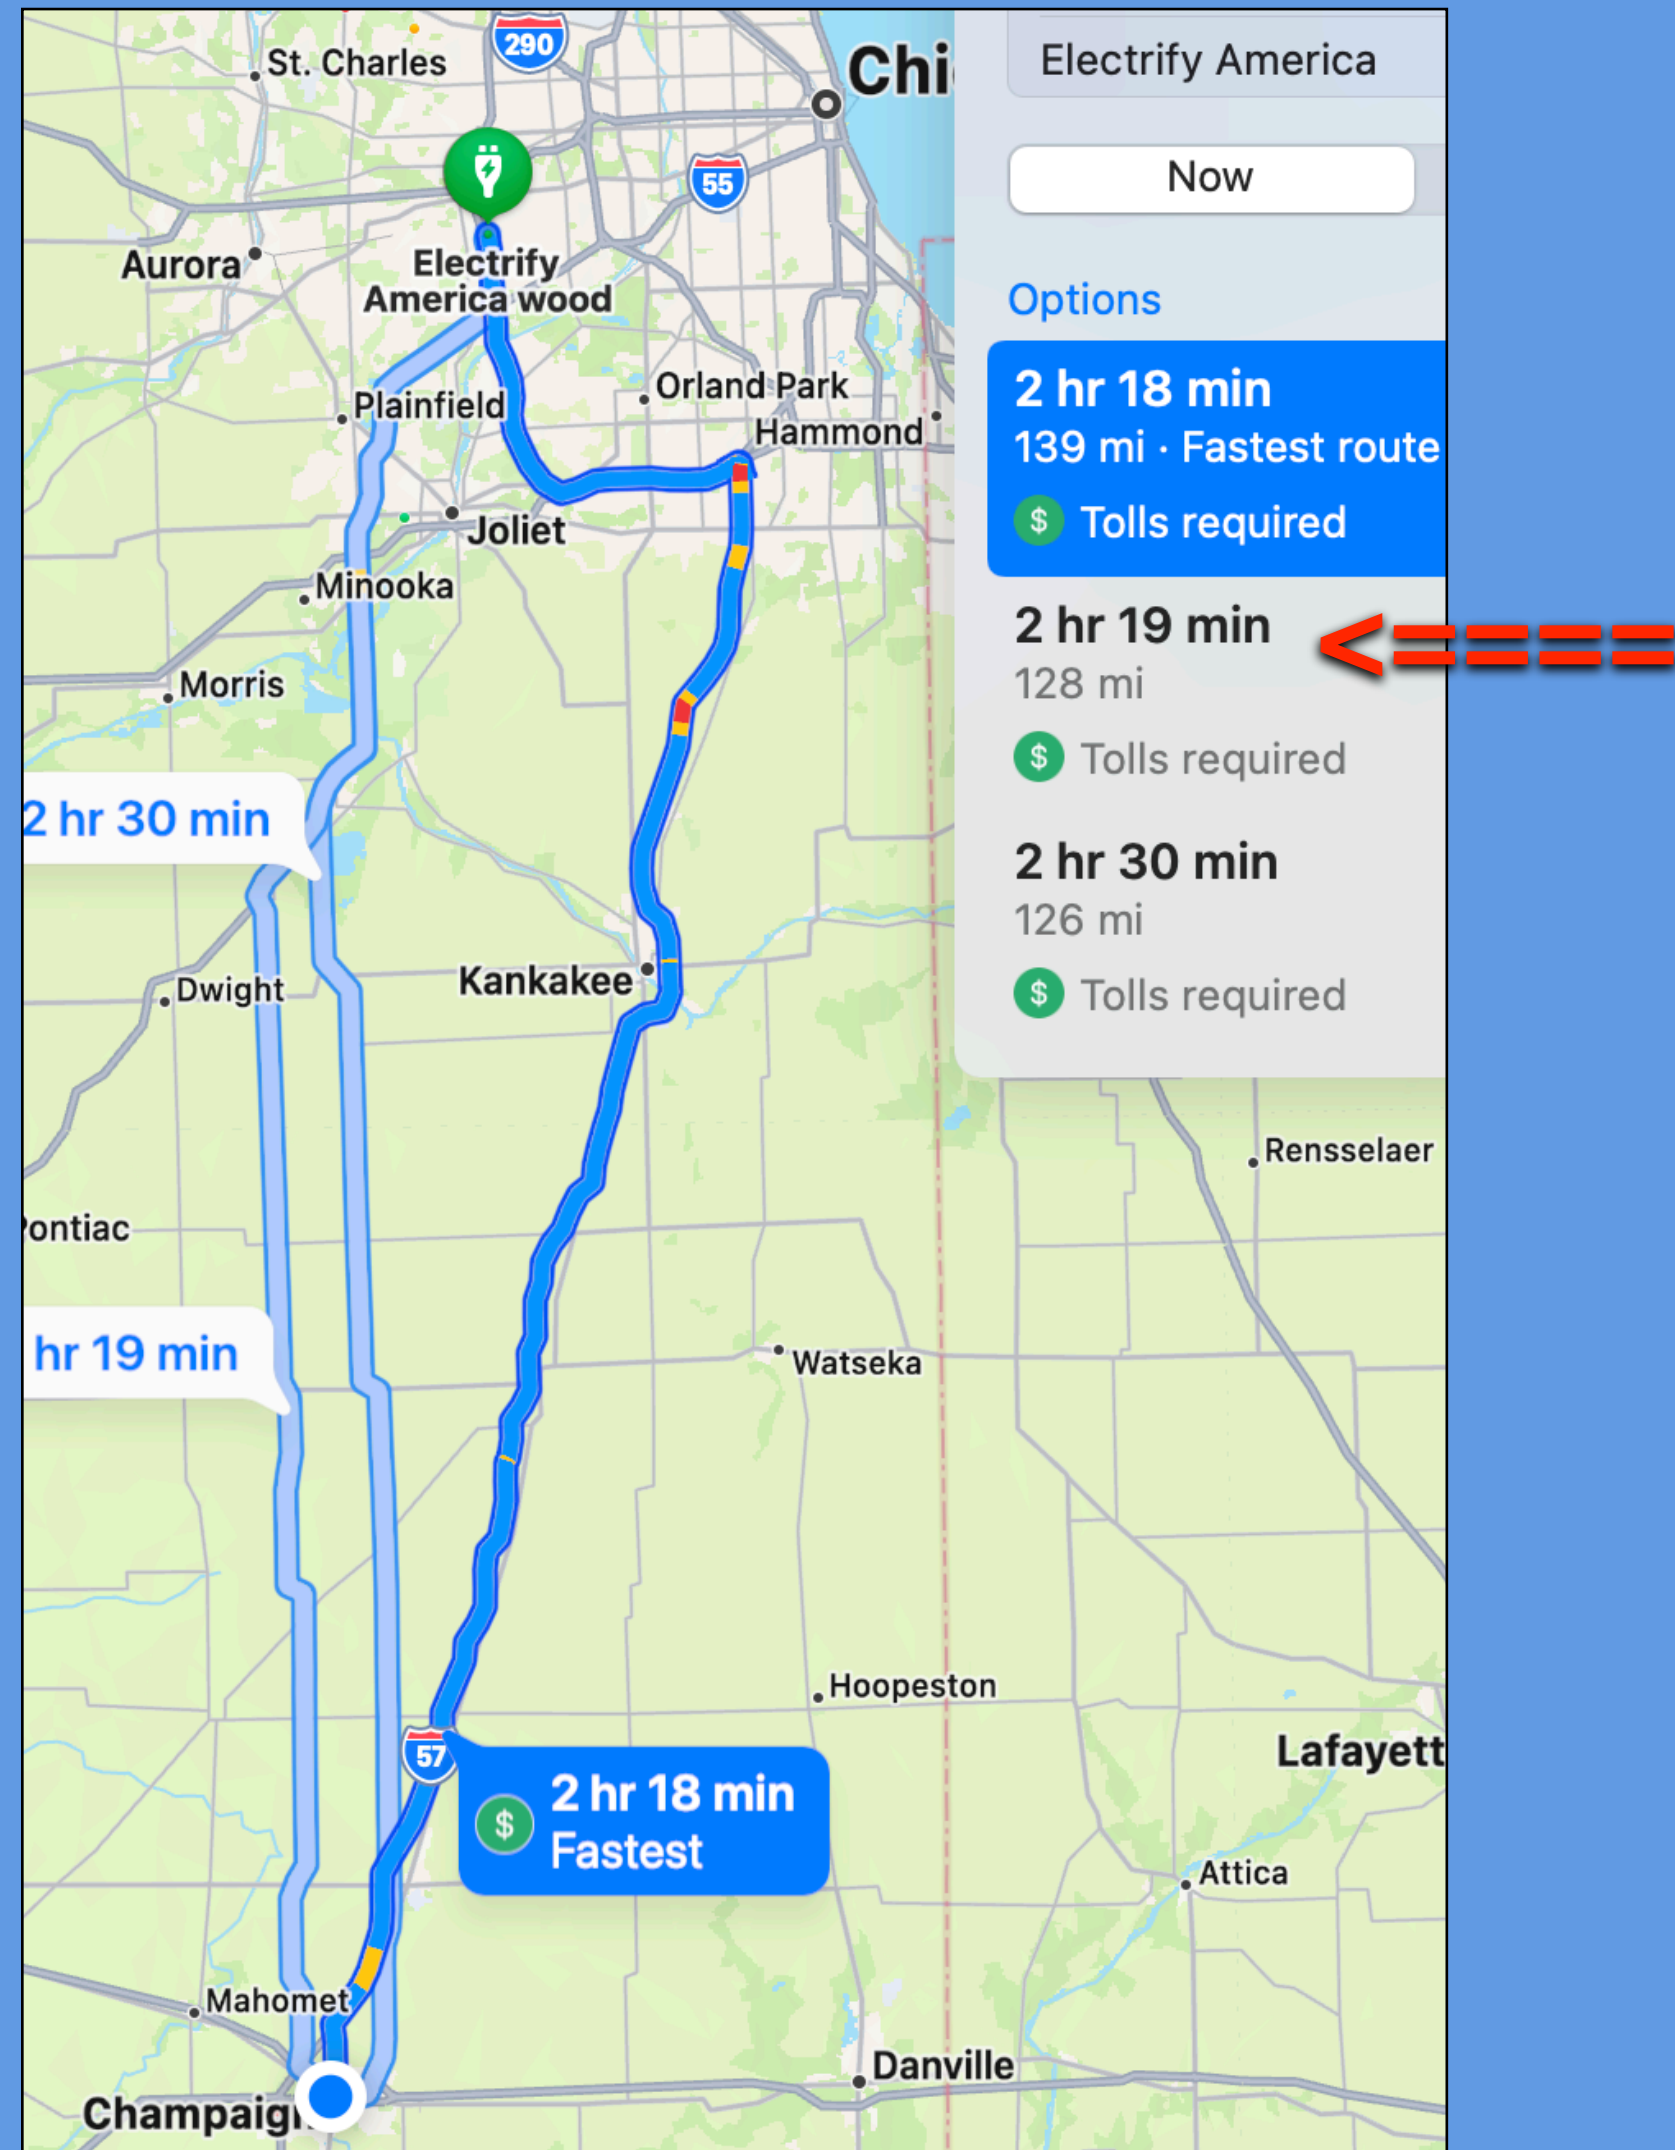 290
St. Charles
Chi
55
Aurora
Electrify
America wood
Plainfield
Orland Park
Hammond
Joliet
Minooka
Morris
2 hr 30 min
Dwight
Kankakee
ontiac
hr 19 min
Watseka
Rensselaer
Hoopeston
57
Lafayett
$
2 hr 18 min
Fastest
Attica
Mahomet
Danville
Champaig
Electrify America
Now
Options
2 hr 18 min
139 mi · Fastest route
$ Tolls required
2 hr 19 min
<====
128 mi
$ Tolls required
2 hr 30 min
126 mi
$ Tolls required